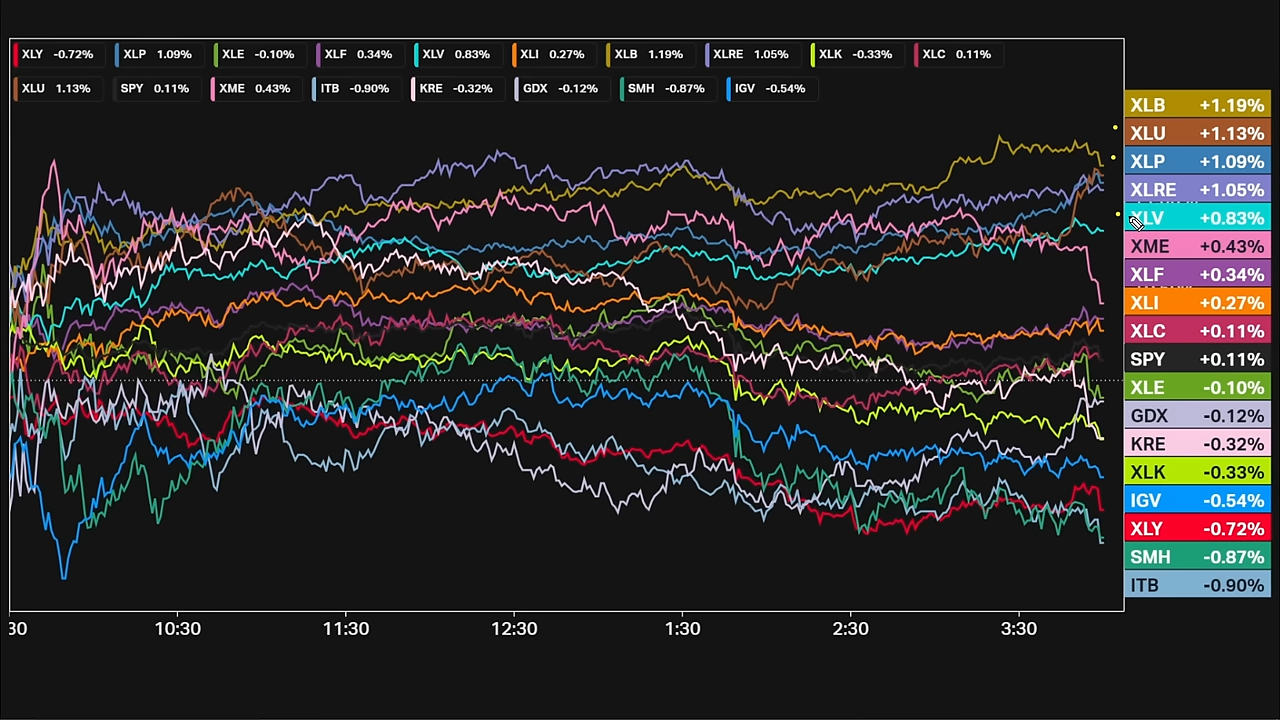 XLY -0.72% XLP 1.09% XLE -0.10% XLF 0.34% XLV 0.83% XLI 0.27% XLB 1.19% XLRE 1.05% XLK -0.33% XLC 0.11%
XLU 1.13% SPY 0.11% XME 0.43% ITB -0.90% KRE -0.32% GDX -0.12% SMH -0.87% IGV -0.54%
XLB +1.19%
XLU +1.13%
XLP +1.09%
XLRE +1.05%
XLV +0.83%
XME +0.43%
XLF +0.34%
XLI +0.27%
XLC +0.11%
SPY +0.11%
XLE -0.10%
GDX -0.12%
KRE -0.32%
XLK -0.33%
IGV -0.54%
XLY -0.72%
SMH -0.87%
ITB -0.90%
30 10:30 11:30 12:30 1:30 2:30 3:30